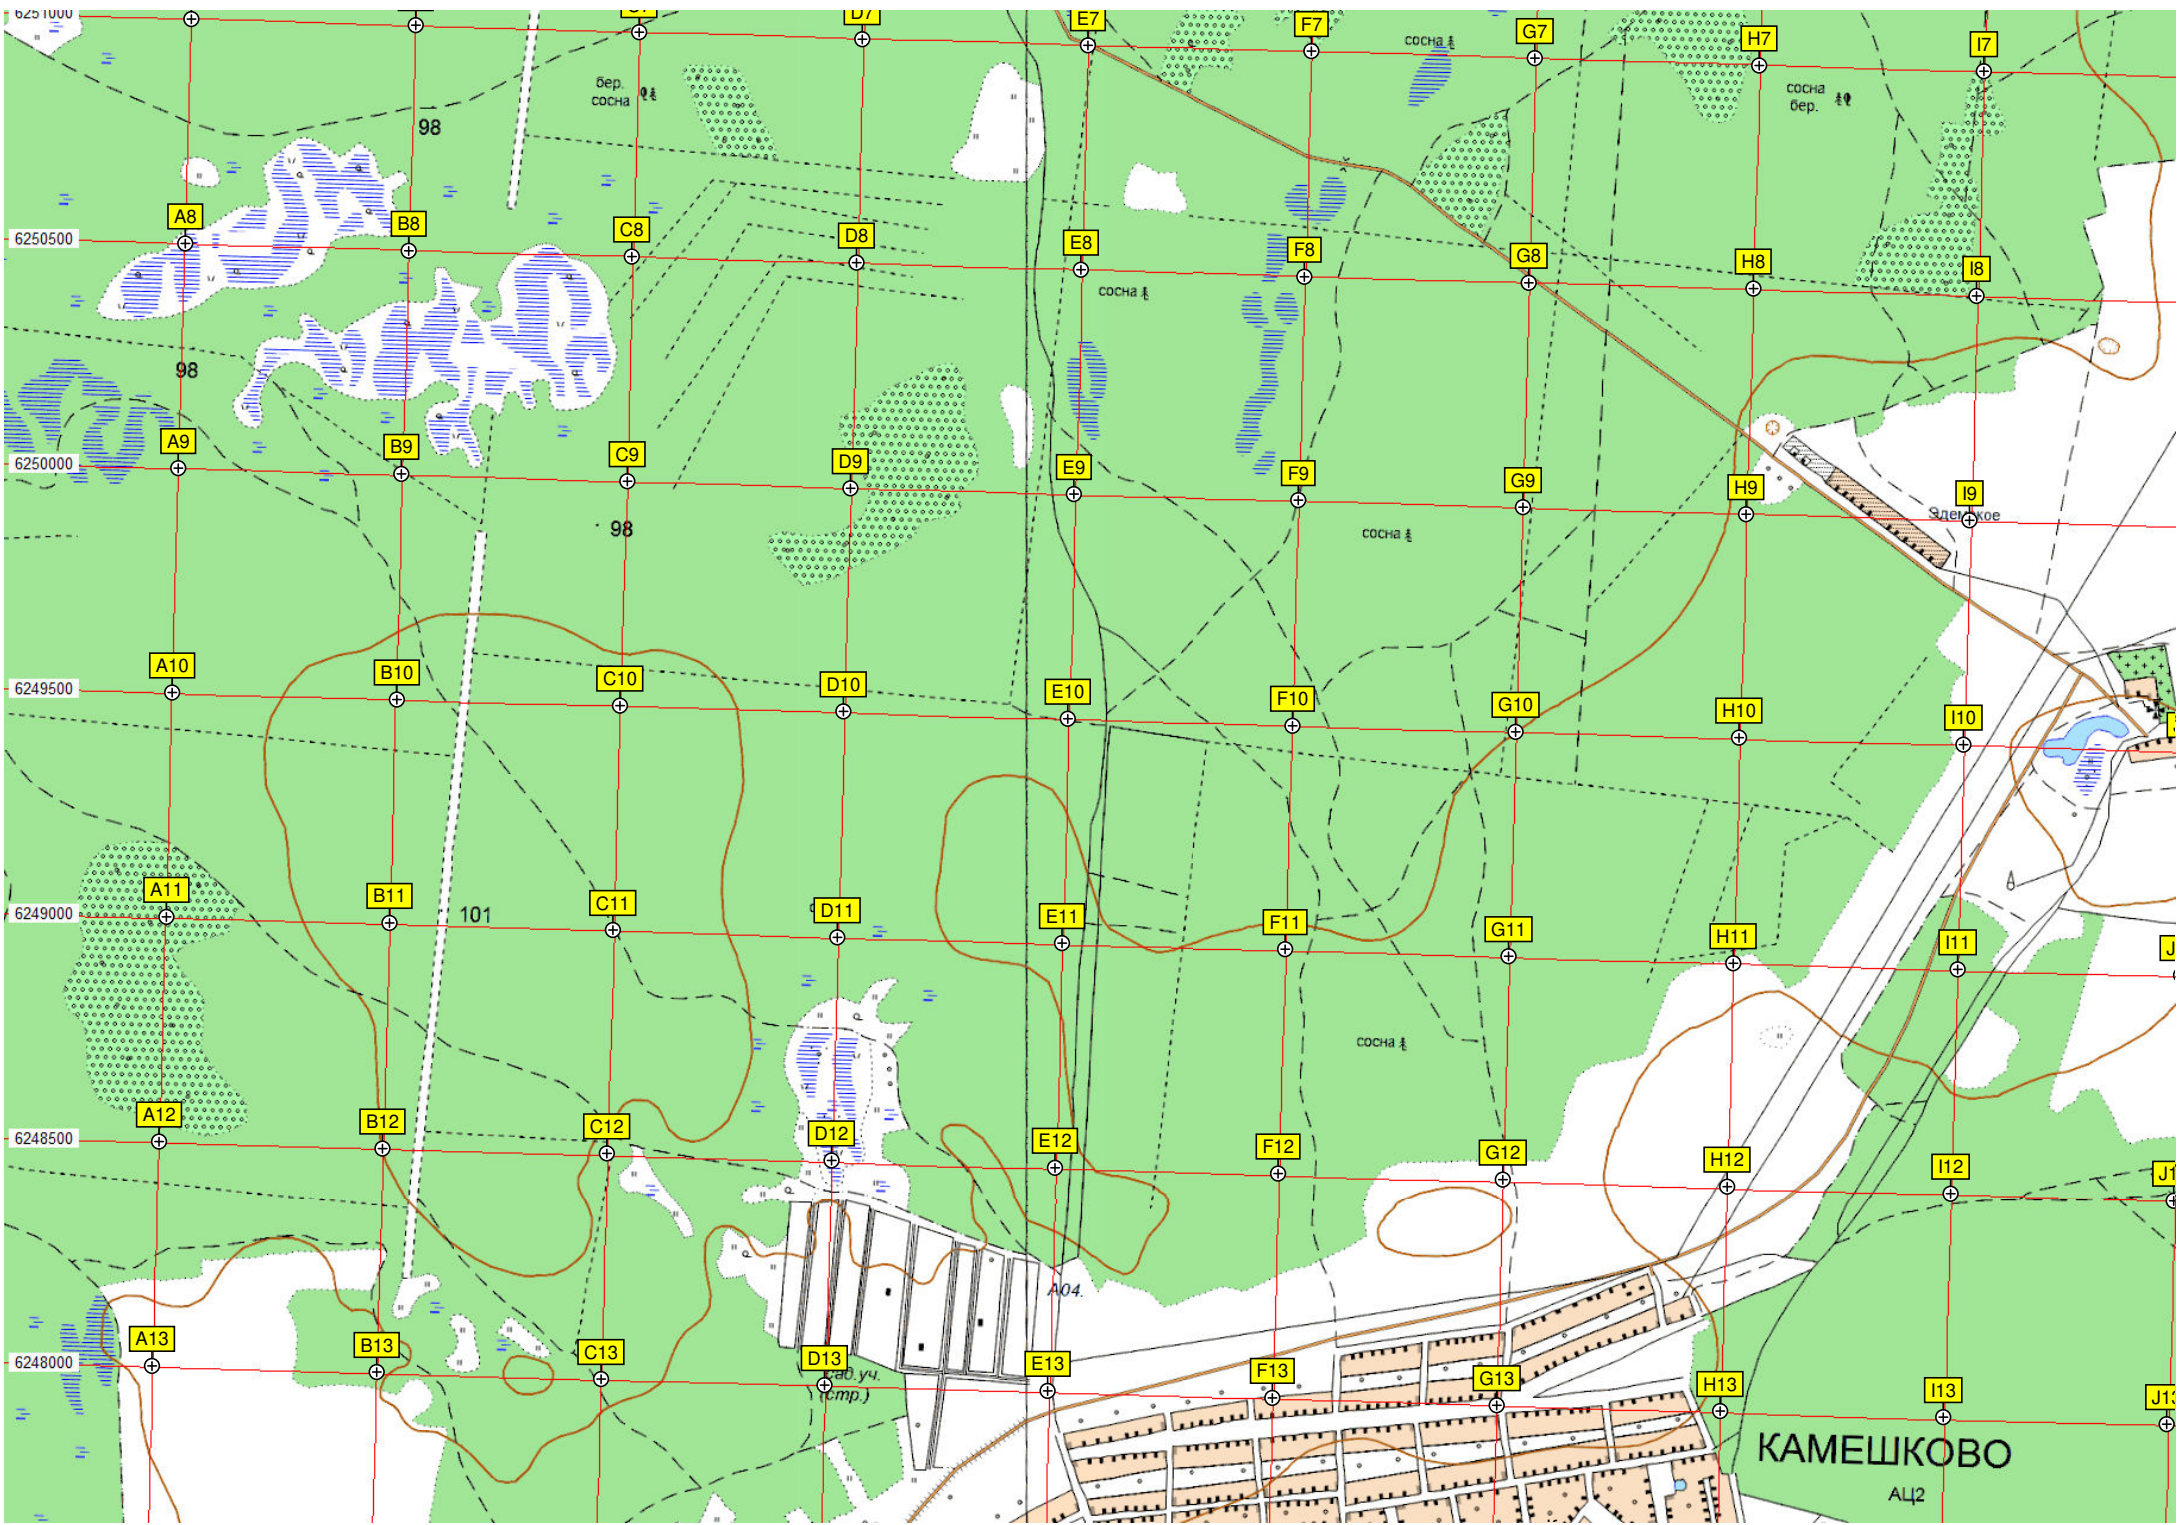 6251000
D7
E7
F7
G7
H7
I7
сосна
бер.
сосна
сосна
бер.
98
A8
B8
C8
D8
E8
F8
G8
H8
I8
6250500
сосна
98
A9
B9
C9
D9
E9
F9
G9
H9
I9
6250000
98
сосна
A10
B10
C10
D10
E10
F10
G10
H10
I10
6249500
A11
B11
C11
D11
E11
F11
G11
H11
I11
6249000
101
сосна
A12
B12
C12
D12
E12
F12
G12
H12
I12
6248500
А04.
A13
B13
C13
D13
E13
F13
G13
H13
I13
J13
6248000
сад.уч.
(стр.)
КАМЕШКОВО
АЦ2